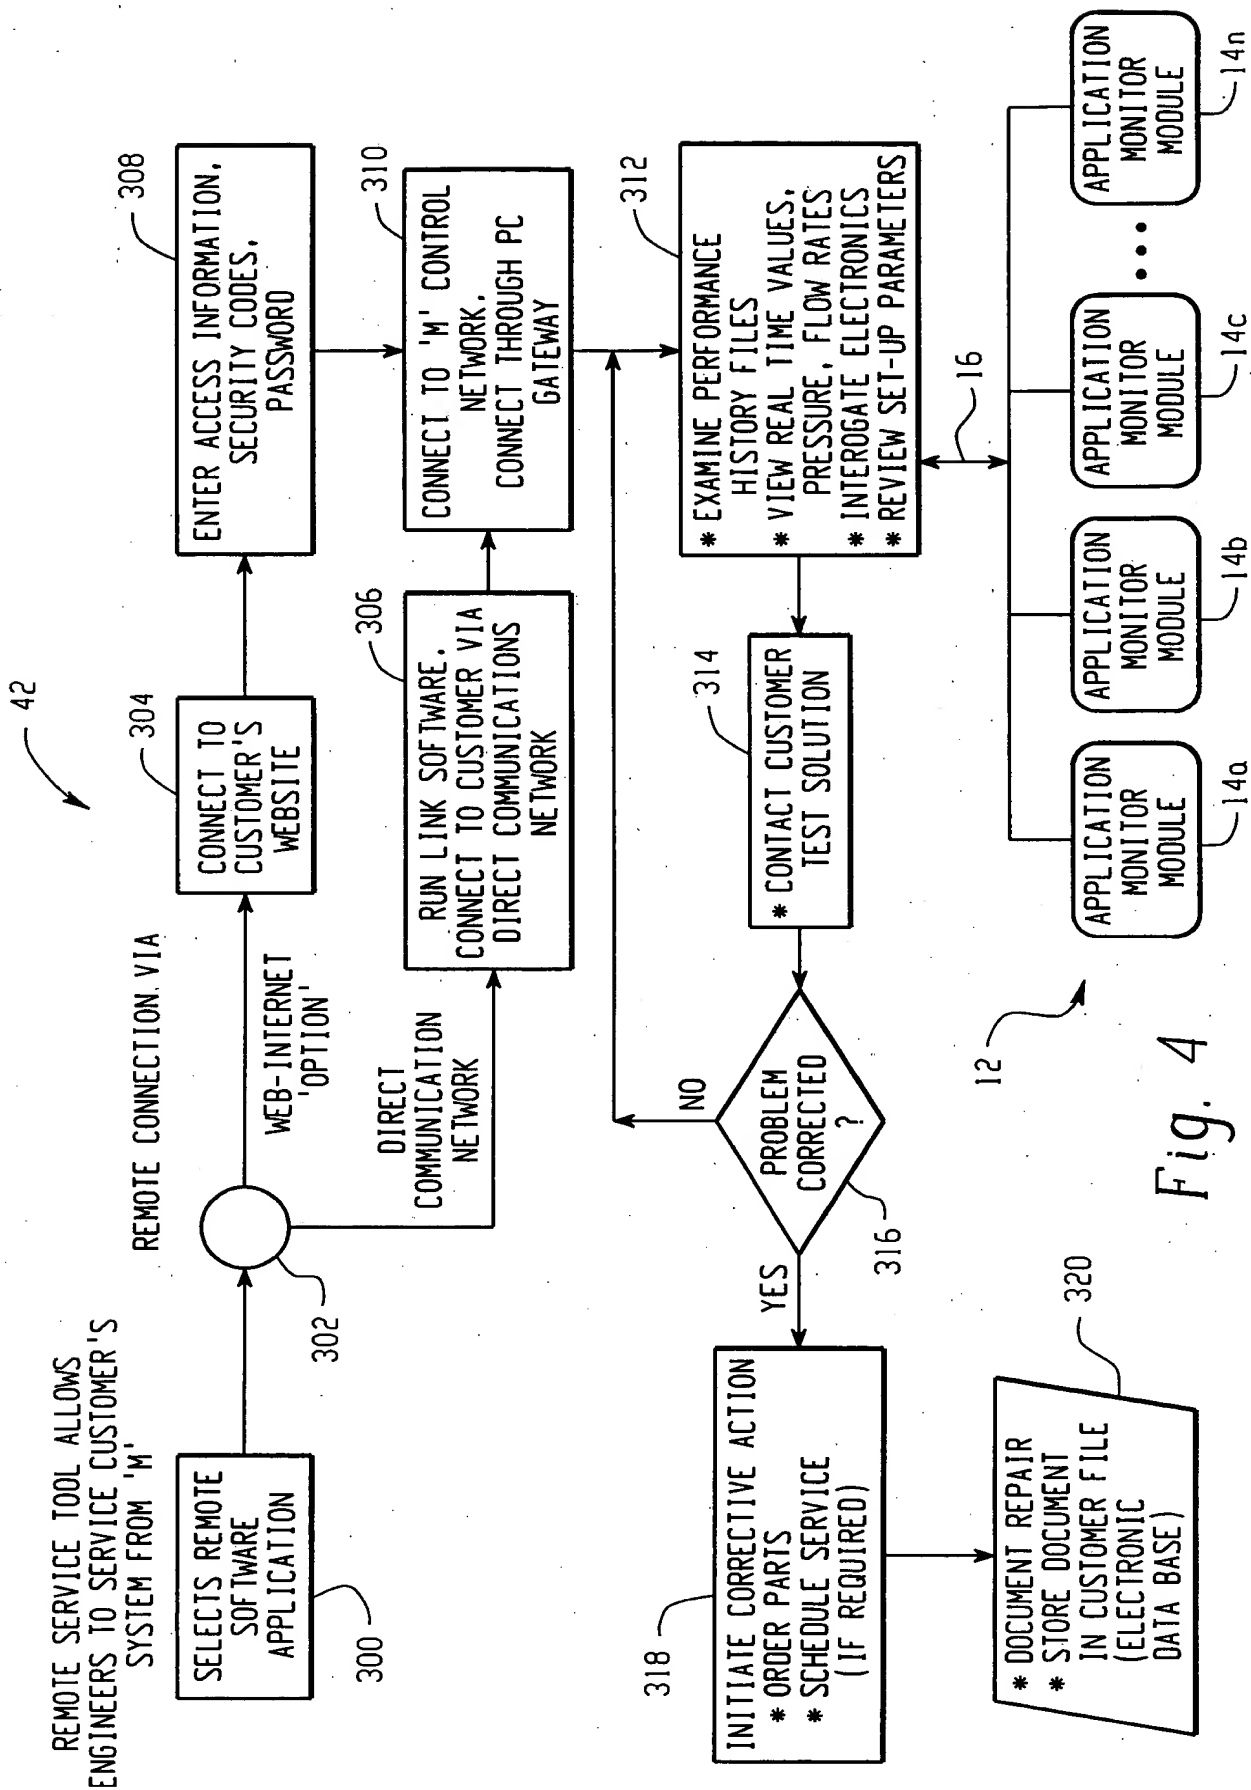 REMOTE SERVICE TOOL ALLOWS
ENGINEERS TO SERVICE CUSTOMER'S
SYSTEM FROM 'M'
42
SELECTS REMOTE
SOFTWARE
APPLICATION
300
302
REMOTE CONNECTION VIA
WEB-INTERNET
'OPTION'
DIRECT
COMMUNICATION
NETWORK
CONNECT TO
CUSTOMER'S
WEBSITE
304
ENTER ACCESS INFORMATION,
SECURITY CODES,
PASSWORD
308
RUN LINK SOFTWARE,
CONNECT TO CUSTOMER VIA
DIRECT COMMUNICATIONS
NETWORK
306
CONNECT TO 'M' CONTROL
NETWORK,
CONNECT THROUGH PC
GATEWAY
310
* EXAMINE PERFORMANCE
HISTORY FILES
* VIEW REAL TIME VALUES,
PRESSURE, FLOW RATES
* INTEROGATE ELECTRONICS
* REVIEW SET-UP PARAMETERS
312
* CONTACT CUSTOMER
TEST SOLUTION
314
PROBLEM
CORRECTED
?
316
NO
YES
INITIATE CORRECTIVE ACTION
* ORDER PARTS
* SCHEDULE SERVICE
(IF REQUIRED)
318
* DOCUMENT REPAIR
* STORE DOCUMENT
IN CUSTOMER FILE
(ELECTRONIC
DATA BASE)
320
16
12
APPLICATION
MONITOR
MODULE
14a
APPLICATION
MONITOR
MODULE
14b
APPLICATION
MONITOR
MODULE
14c
APPLICATION
MONITOR
MODULE
14n
Fig. 4